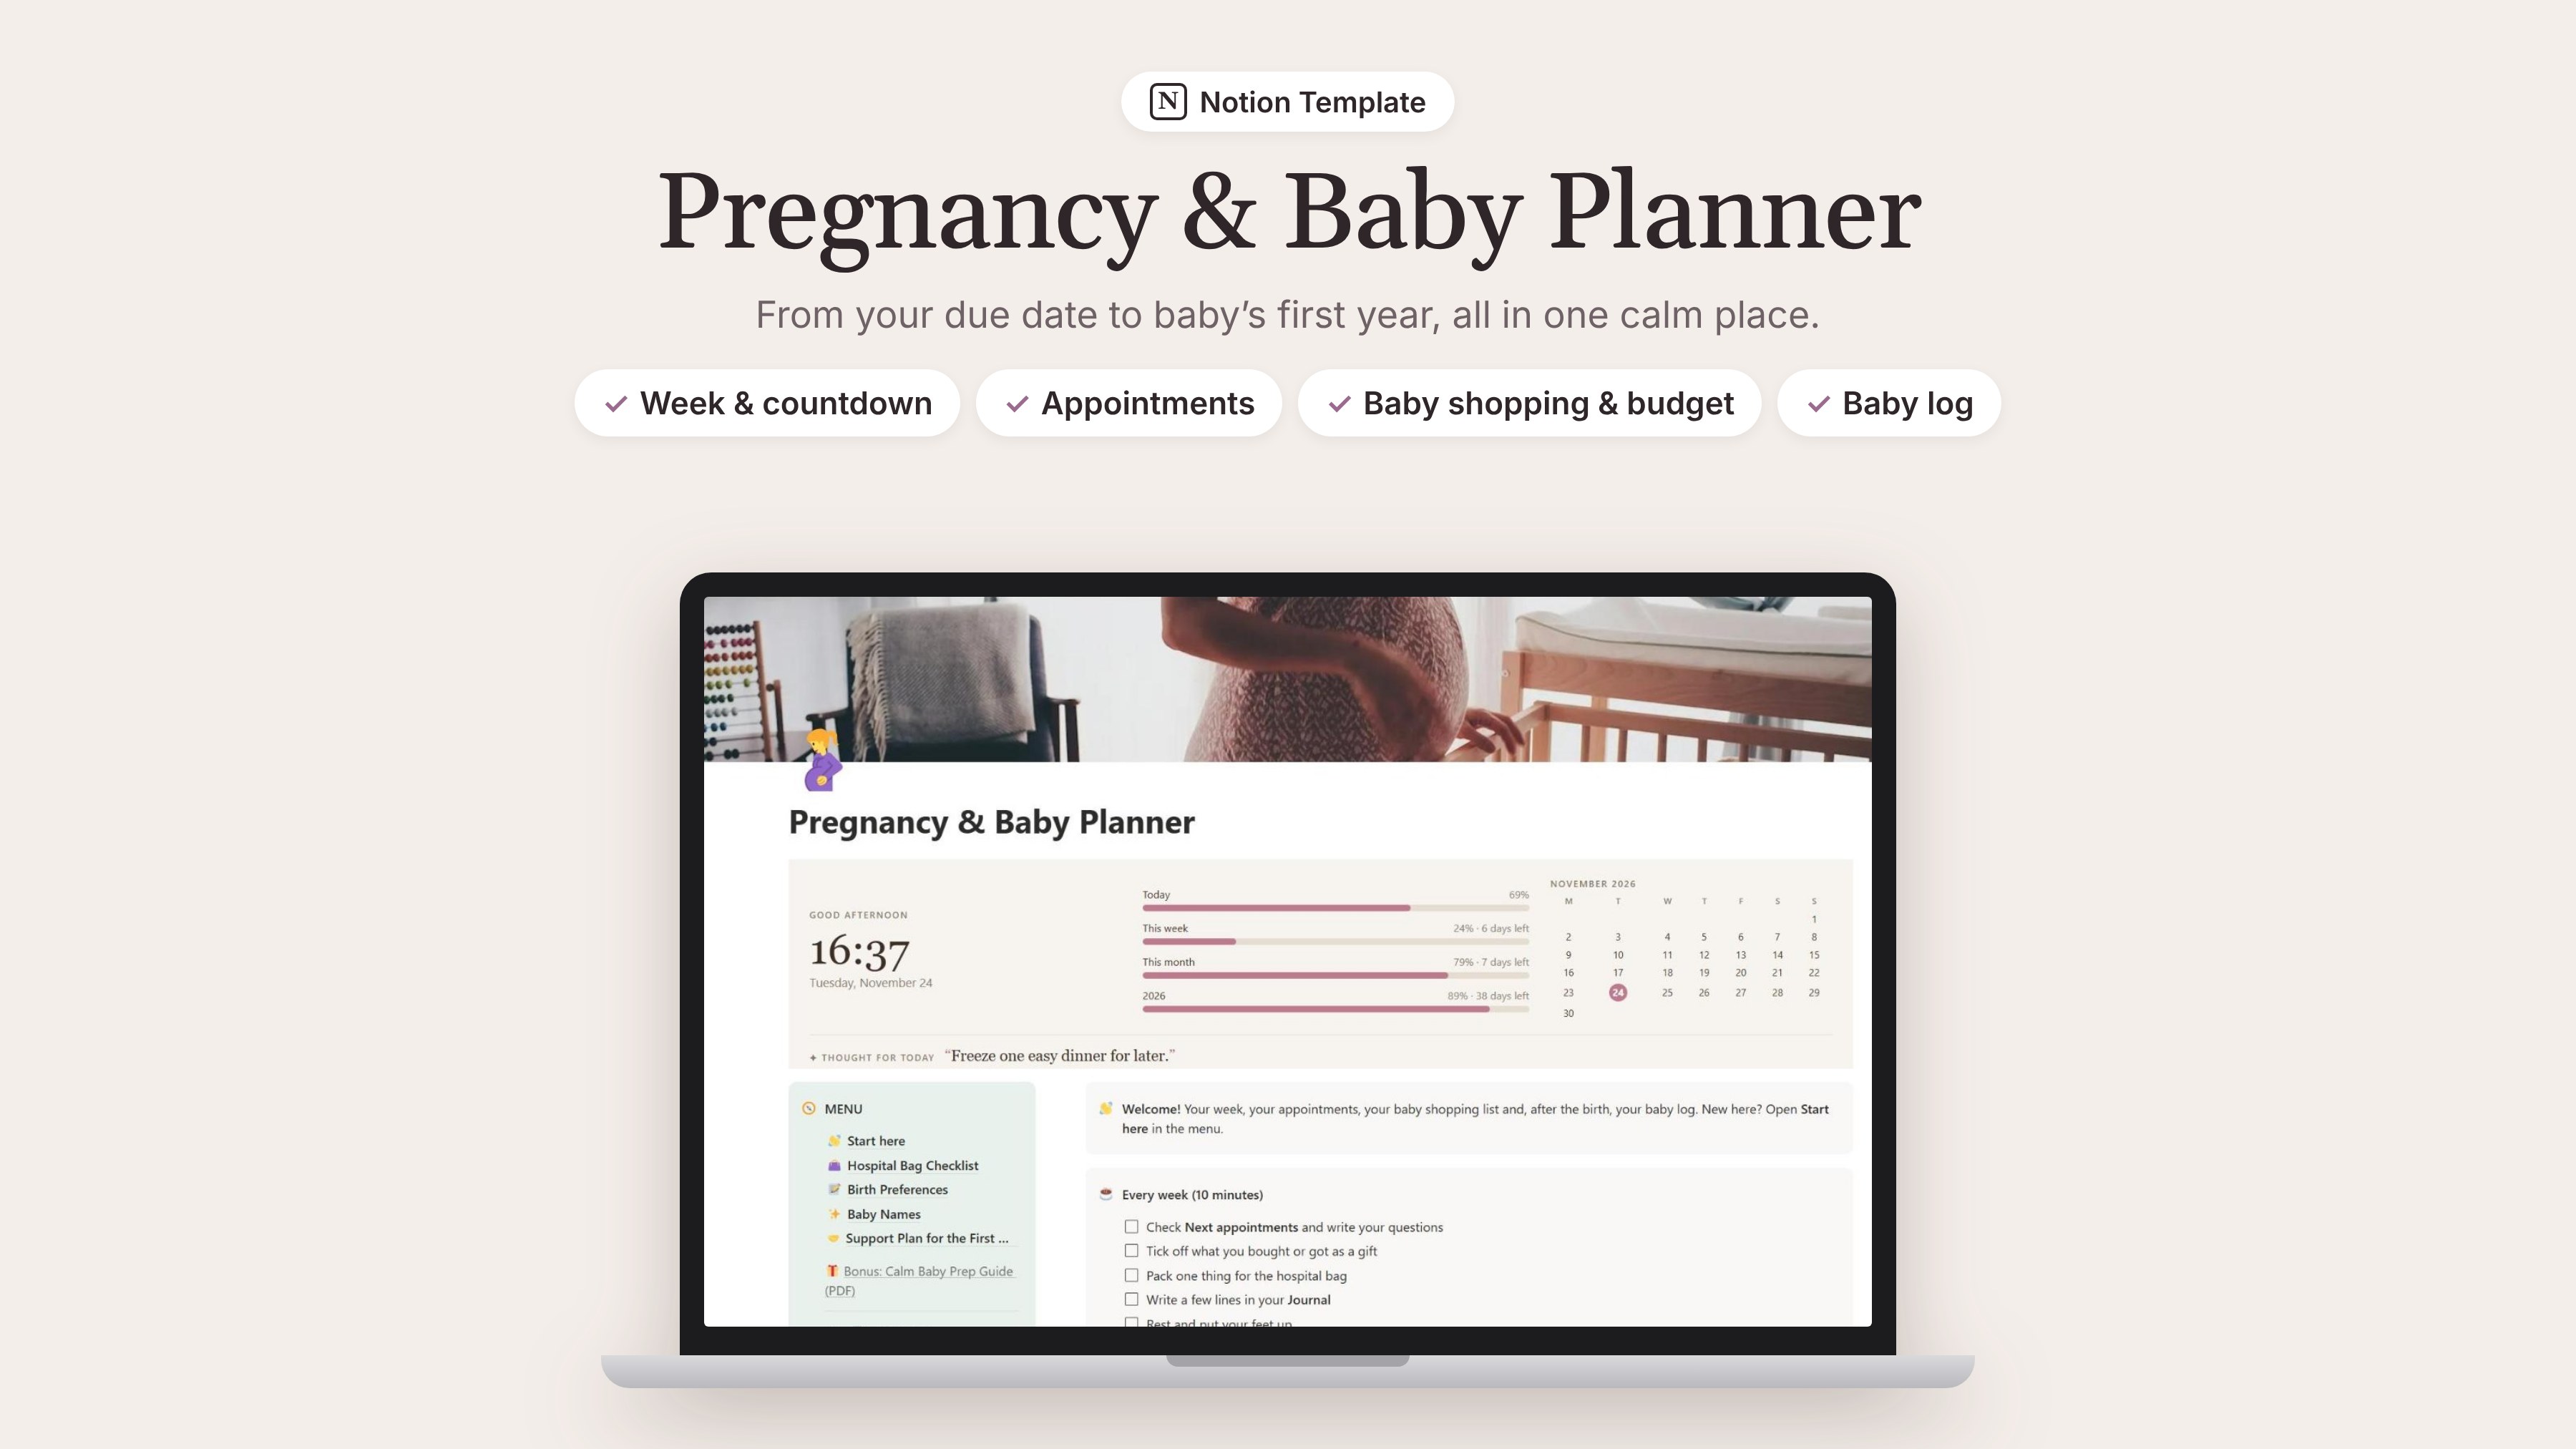 N Notion Template
Pregnancy & Baby Planner
From your due date to baby’s first year, all in one calm place.
Week & countdown
Appointments
Baby shopping & budget
Baby log
Pregnancy & Baby Planner
GOOD AFTERNOON
16:37
Tuesday, November 24
Today 69%
This week 24% · 6 days left
This month 79% · 7 days left
2026 89% · 38 days left
NOVEMBER 2026
M T W T F S S
1
2 3 4 5 6 7 8
9 10 11 12 13 14 15
16 17 18 19 20 21 22
23 24 25 26 27 28 29
30
THOUGHT FOR TODAY “Freeze one easy dinner for later.”
MENU
Start here
Hospital Bag Checklist
Birth Preferences
Baby Names
Support Plan for the First ...
Bonus: Calm Baby Prep Guide
(PDF)
Welcome! Your week, your appointments, your baby shopping list and, after the birth, your baby log. New here? Open Start
here in the menu.
Every week (10 minutes)
Check Next appointments and write your questions
Tick off what you bought or got as a gift
Pack one thing for the hospital bag
Write a few lines in your Journal
Rest and put your feet up